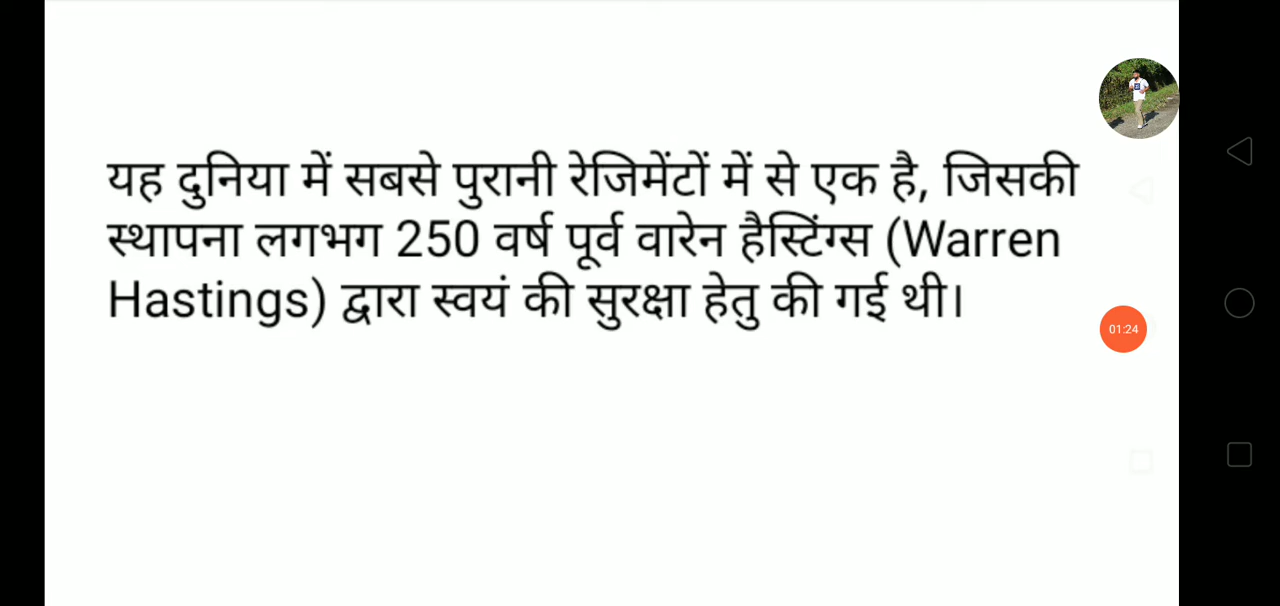 यह दुनिया में सबसे पुरानी रेजिमेंटों में से एक है, जिसकी
स्थापना लगभग 250 वर्ष पूर्व वारेन हैस्टिंग्स (Warren
Hastings) द्वारा स्वयं की सुरक्षा हेतु की गई थी।
01:24